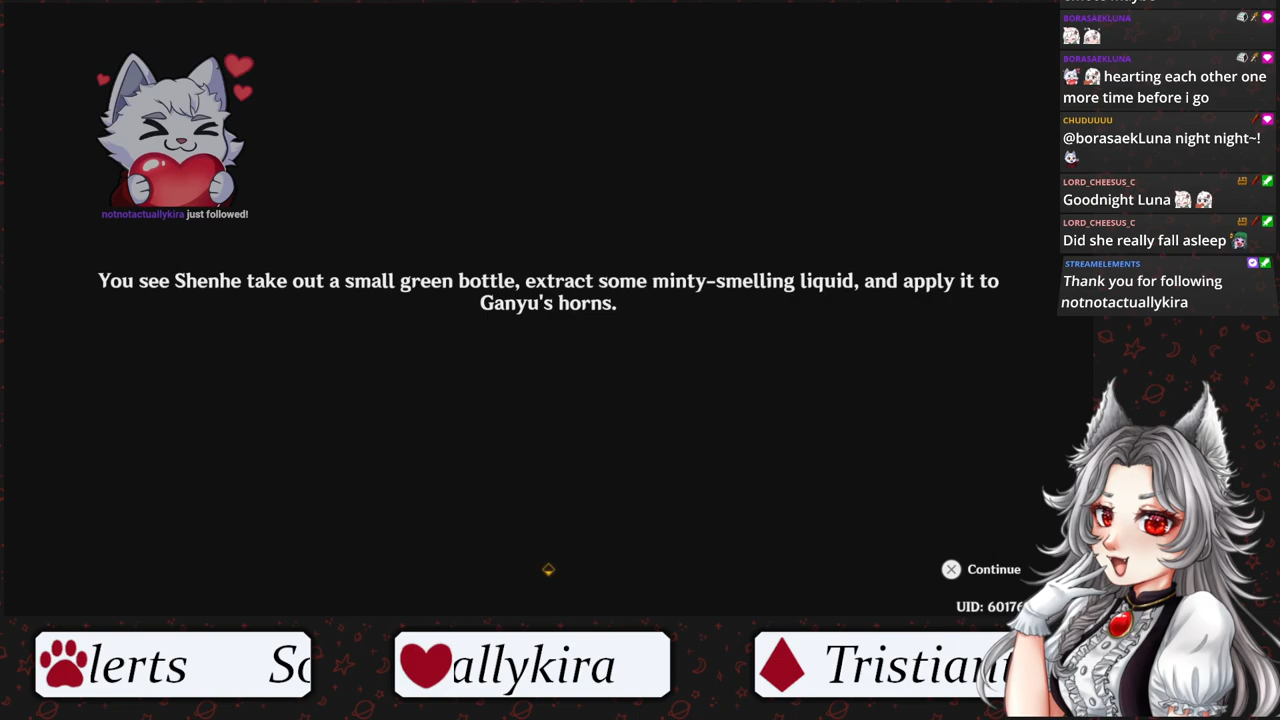 notnotactuallykira just followed!
You see Shenhe take out a small green bottle, extract some minty-smelling liquid, and apply it to
Ganyu's horns.
Continue
UID: 60176
lerts
So
allykira
Tristian
BORASAEKLUNA
BORASAEKLUNA
hearting each other one
more time before i go
CHUDUUUU
@borasaekLuna night night~!
LORD_CHEESUS_C
Goodnight Luna
LORD_CHEESUS_C
Did she really fall asleep
STREAMELEMENTS
Thank you for following
notnotactuallykira